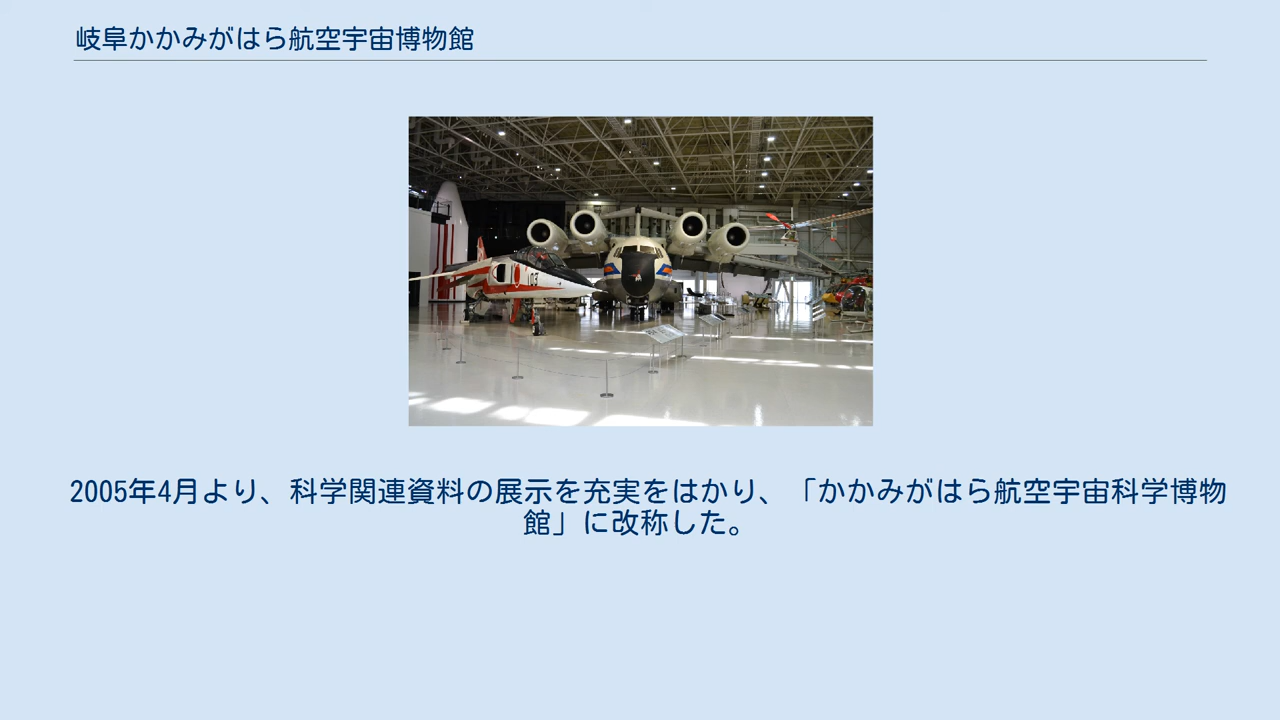 岐阜かかみがはら航空宇宙博物館
103
2005年4月より、科学関連資料の展示を充実をはかり、「かかみがはら航空宇宙科学博物
館」に改称した。